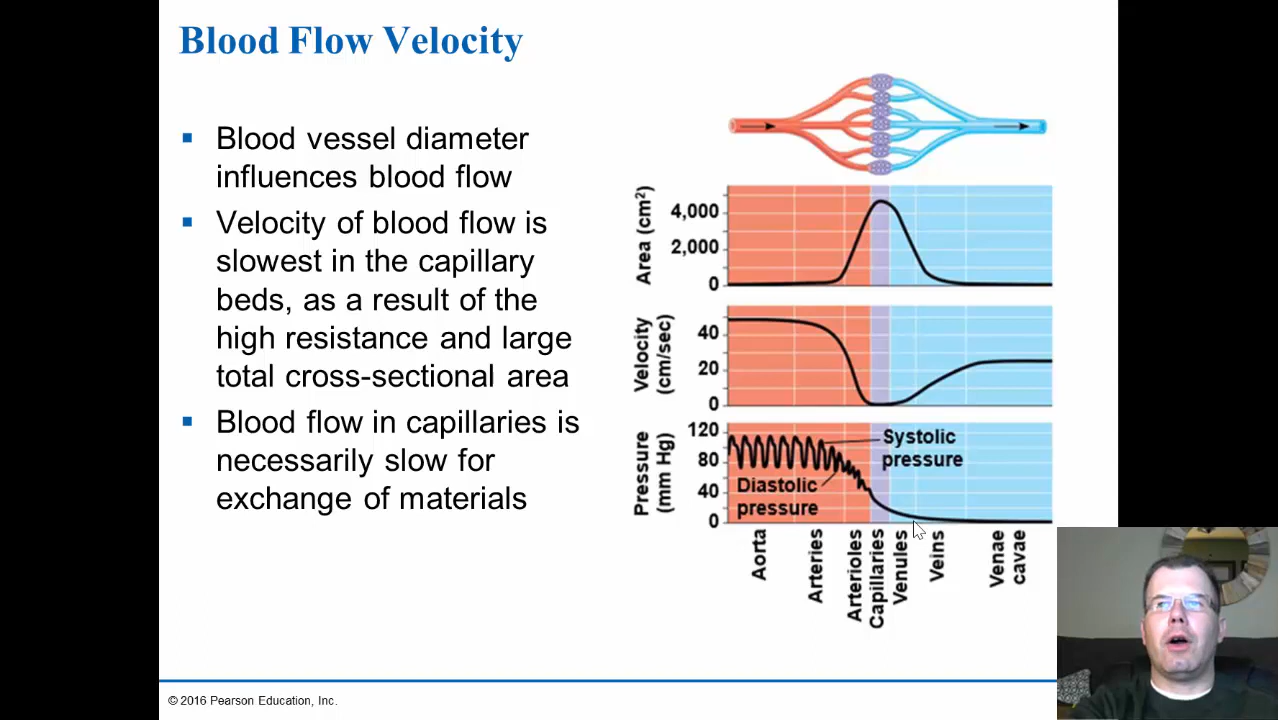 Blood Flow Velocity
▪ Blood vessel diameter
influences blood flow
▪ Velocity of blood flow is
slowest in the capillary
beds, as a result of the
high resistance and large
total cross-sectional area
▪ Blood flow in capillaries is
necessarily slow for
exchange of materials
Area (cm²)
4,000
2,000
0
Velocity
(cm/sec)
40
20
0
Pressure
(mm Hg)
120
80
40
0
Systolic
pressure
Diastolic
pressure
Aorta
Arteries
Arterioles
Capillaries
Venules
Veins
Venae
cavae
© 2016 Pearson Education, Inc.